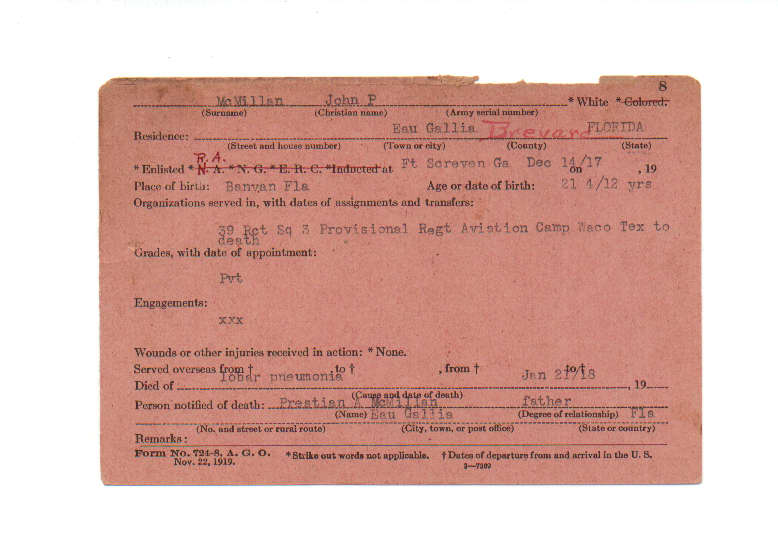 8
McMillan John P * White * Colored.
(Surname) (Christian name) (Army serial number)
Residence: Eau Gallia Brevard FLORIDA
(Street and house number) (Town or city) (County) (State)
R.A.
* Enlisted * N. A. * N. G. * E. R. C. * Inducted at Ft Screven Ga on Dec 14/17 , 19
Place of birth: Banyan Fla Age or date of birth: 21 4/12 yrs
Organizations served in, with dates of assignments and transfers:
39 Rct Sq 3 Provisional Regt Aviation Camp Waco Tex to
death
Grades, with date of appointment:
Pvt
Engagements:
xxx
Wounds or other injuries received in action: * None.
Served overseas from † , to † , from † , to †
Died of lobar pneumonia Jan 21/18 , 19
(Cause and date of death)
Person notified of death: Prestian A McMillan father
(Name) (Degree of relationship)
Eau Gallia Fla
(No. and street or rural route) (City, town, or post office) (State or country)
Remarks:
Form No. 724-8, A. G. O. * Strike out words not applicable. † Dates of departure from and arrival in the U. S.
Nov. 22, 1919. 3—7302